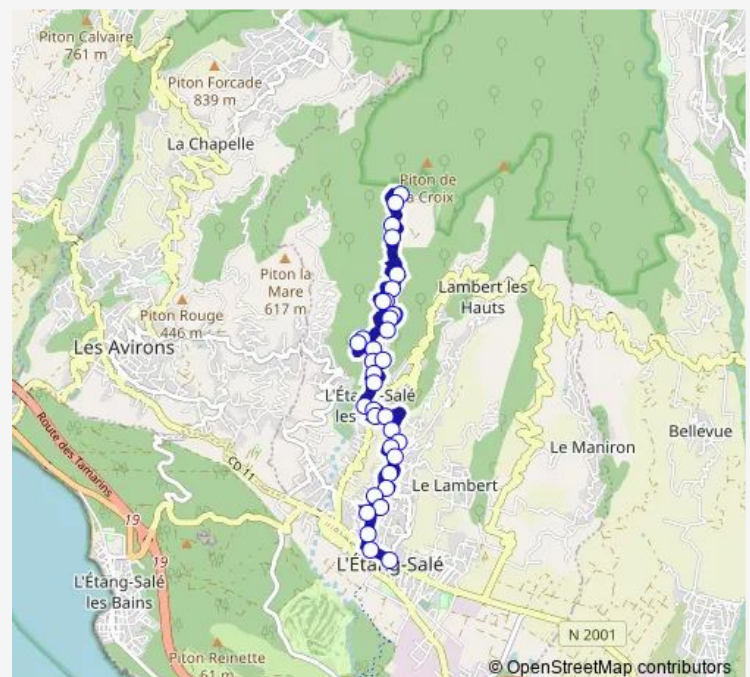 Piton Calvaire
761 m
Piton Forcade
839 m
La Chapelle
Piton de
Croix
Piton la
Mare
617 m
Lambert les
Hauts
Piton Rouge
446 m
Les Avirons
L'Éta -Salé
les
Route des Tamarins
CD 11
Le Maniron
Bellevue
Le Lambert
19
19
L'Étang-Salé
L'Étang-Salé
les Bains
N 2001
Piton Reinette
61 m
© OpenStreetMap contributors